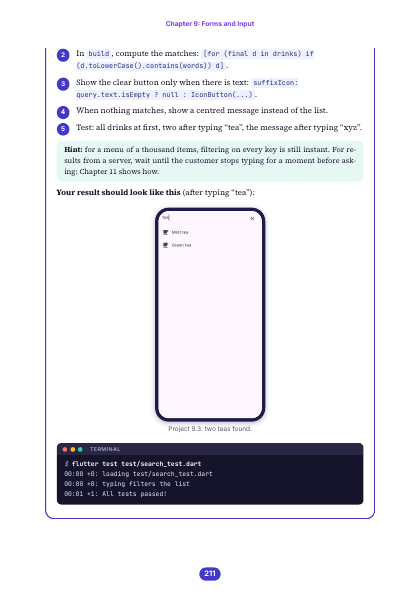 Chapter 9: Forms and Input
2 In build, compute the matches: [for (final d in drinks) if
(d.toLowerCase().contains(words)) d].
3 Show the clear button only when there is text: suffixIcon:
query.text.isEmpty ? null : IconButton(...).
4 When nothing matches, show a centred message instead of the list.
5 Test: all drinks at first, two after typing “tea”, the message after typing “xyz”.
Hint: for a menu of a thousand items, filtering on every key is still instant. For re-
sults from a server, wait until the customer stops typing for a moment before ask-
ing: Chapter 11 shows how.
Your result should look like this (after typing “tea”):
tea
Mint tea
Green tea
Project 9.3: two teas found.
TERMINAL
$ flutter test test/search_test.dart
00:00 +0: loading test/search_test.dart
00:00 +0: typing filters the list
00:01 +1: All tests passed!
211